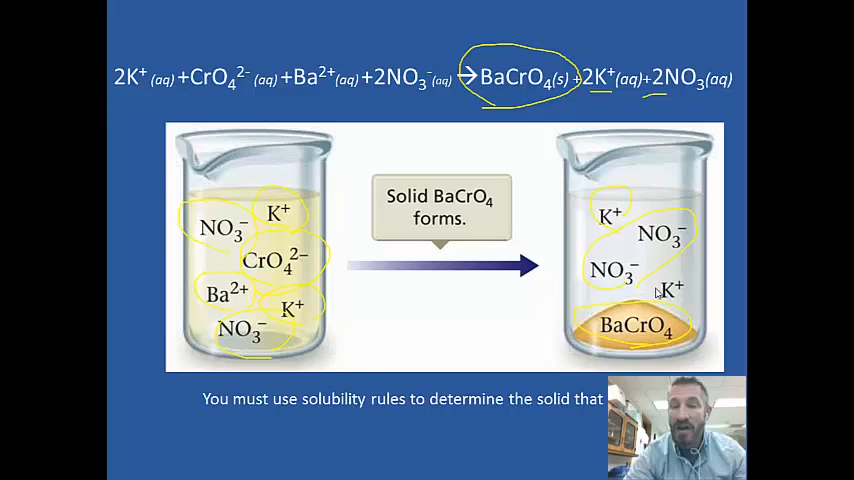 2K⁺ (aq) +CrO₄²⁻ (aq) +Ba²⁺(aq) +2NO₃⁻(aq) →BaCrO₄(s) +2K⁺(aq)+2NO₃(aq)
Solid BaCrO₄
forms.
NO₃⁻
K⁺
CrO₄²⁻
Ba²⁺
K⁺
NO₃⁻
K⁺
NO₃⁻
NO₃⁻
K⁺
BaCrO₄
You must use solubility rules to determine the solid that